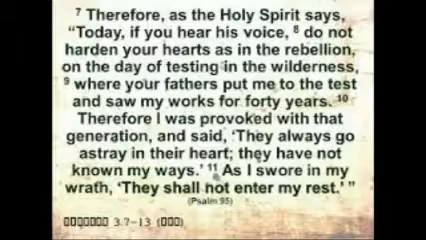 ⁷ Therefore, as the Holy Spirit says,
“Today, if you hear his voice, ⁸ do not
harden your hearts as in the rebellion,
on the day of testing in the wilderness,
⁹ where your fathers put me to the test
and saw my works for forty years. ¹⁰
Therefore I was provoked with that
generation, and said, ‘They always go
astray in their heart; they have not
known my ways.’ ¹¹ As I swore in my
wrath, ‘They shall not enter my rest.’”
(Psalm 95)
3.7-13